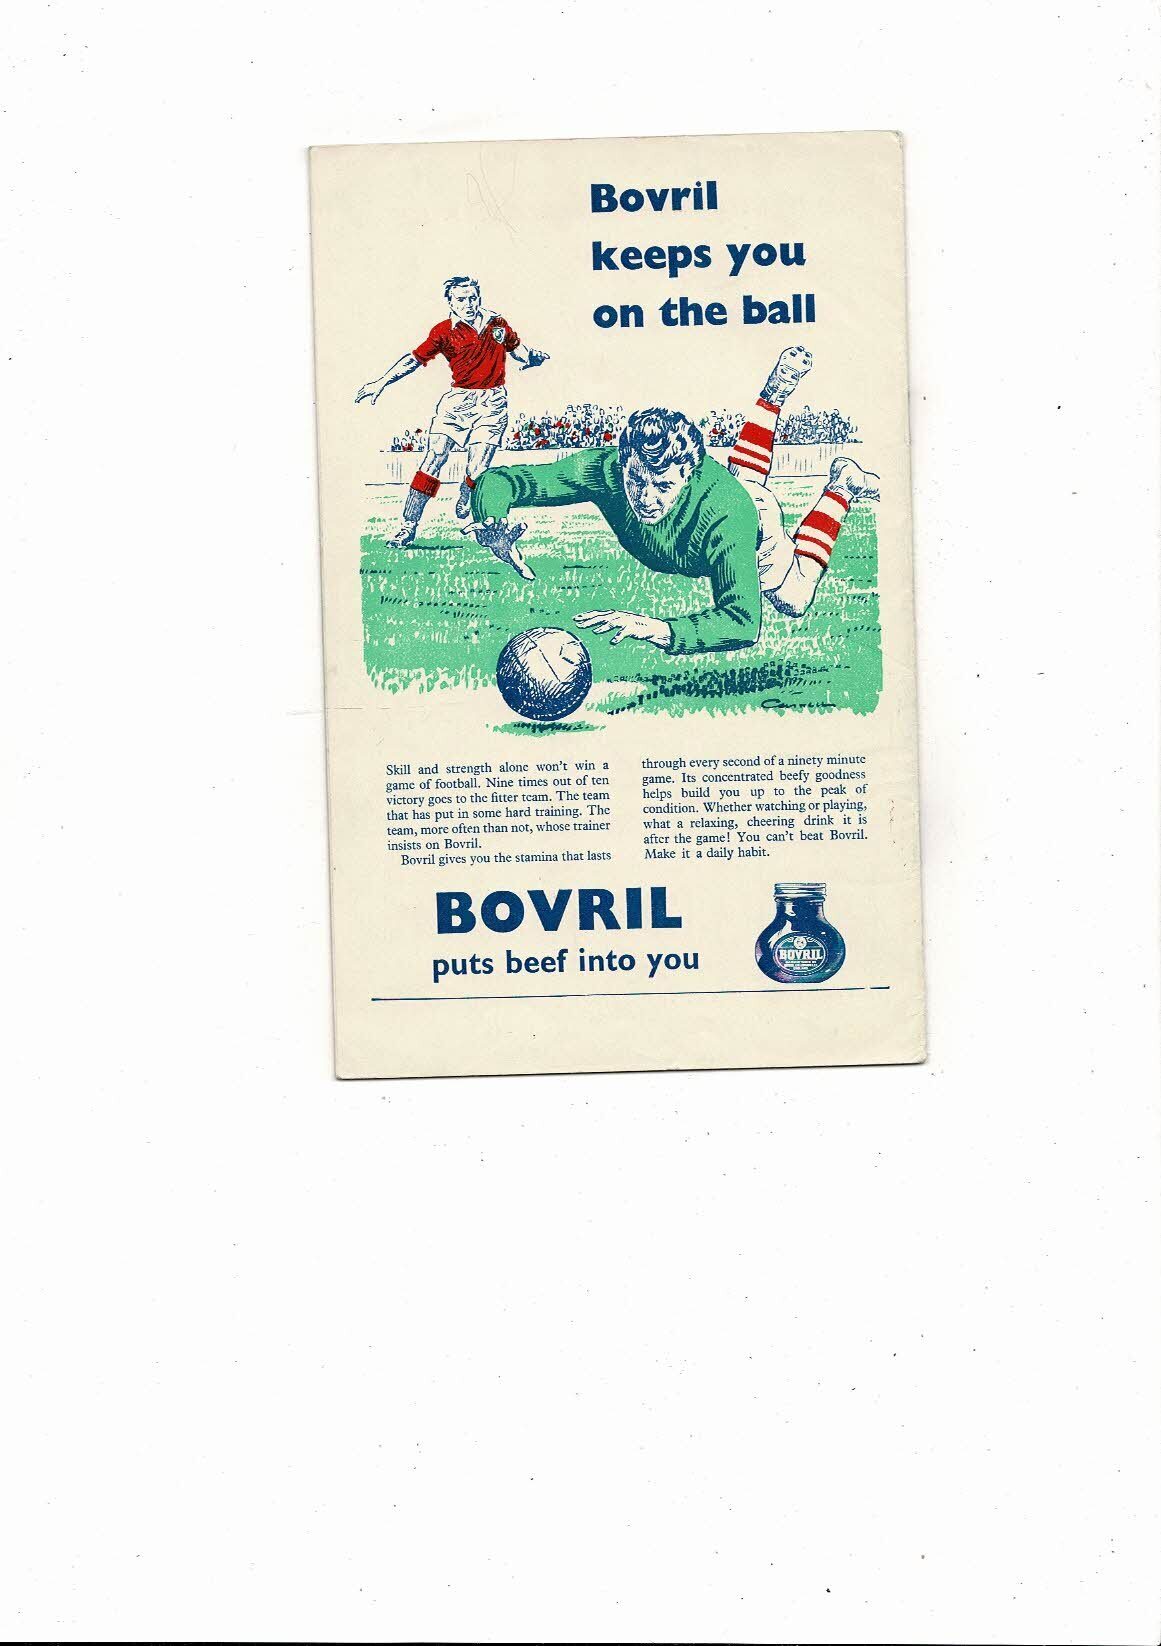 Bovril
keeps you
on the ball
Skill and strength alone won't win a
game of football. Nine times out of ten
victory goes to the fitter team. The team
that has put in some hard training. The
team, more often than not, whose trainer
insists on Bovril.
Bovril gives you the stamina that lasts
through every second of a ninety minute
game. Its concentrated beefy goodness
helps build you up to the peak of
condition. Whether watching or playing,
what a relaxing, cheering drink it is
after the game! You can't beat Bovril.
Make it a daily habit.
BOVRIL
puts beef into you
BOVRIL